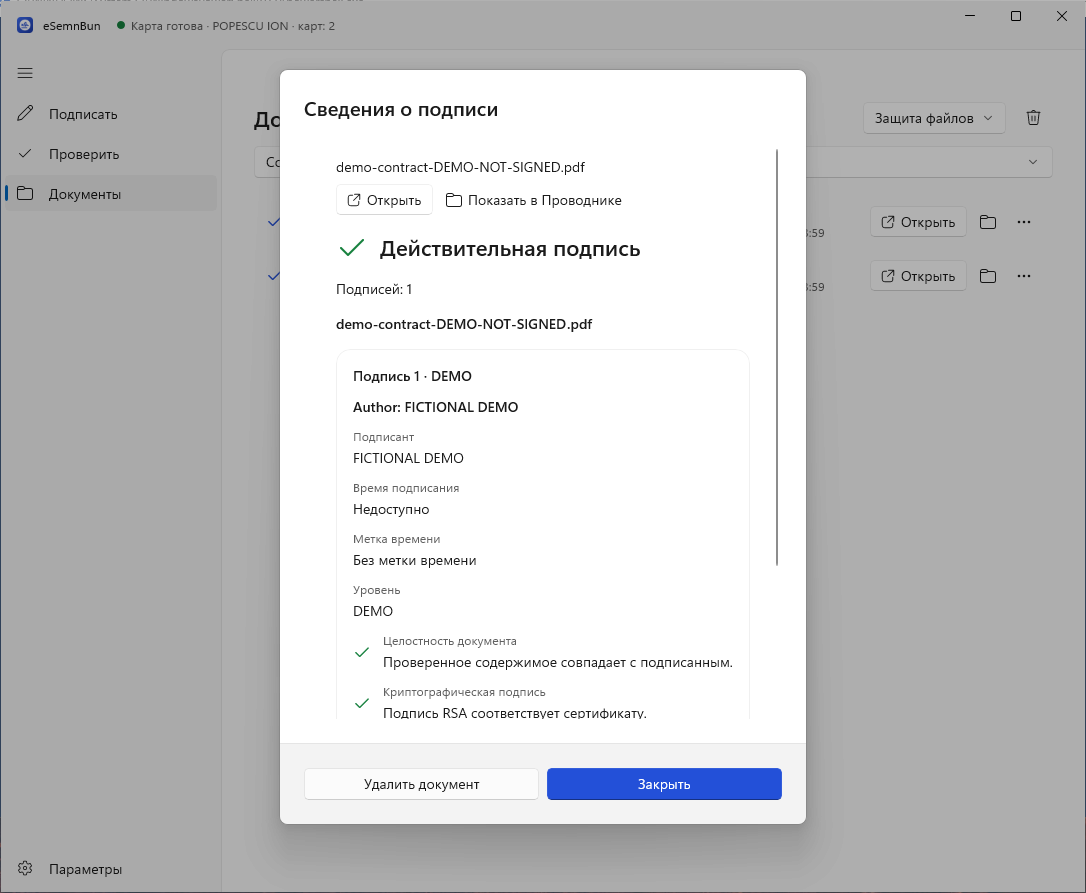 eSemnBun
Карта готова · POPESCU ION · карт: 2
Подписать
Проверить
Документы
До
Защита файлов
Сведения о подписи
demo-contract-DEMO-NOT-SIGNED.pdf
Открыть
Показать в Проводнике
Действительная подпись
Подписей: 1
demo-contract-DEMO-NOT-SIGNED.pdf
Подпись 1 · DEMO
Author: FICTIONAL DEMO
Подписант
FICTIONAL DEMO
Время подписания
Недоступно
Метка времени
Без метки времени
Уровень
DEMO
Целостность документа
Проверенное содержимое совпадает с подписанным.
Криптографическая подпись
Подпись RSA соответствует сертификату.
Удалить документ
Закрыть
:59
Открыть
:59
Открыть
Параметры